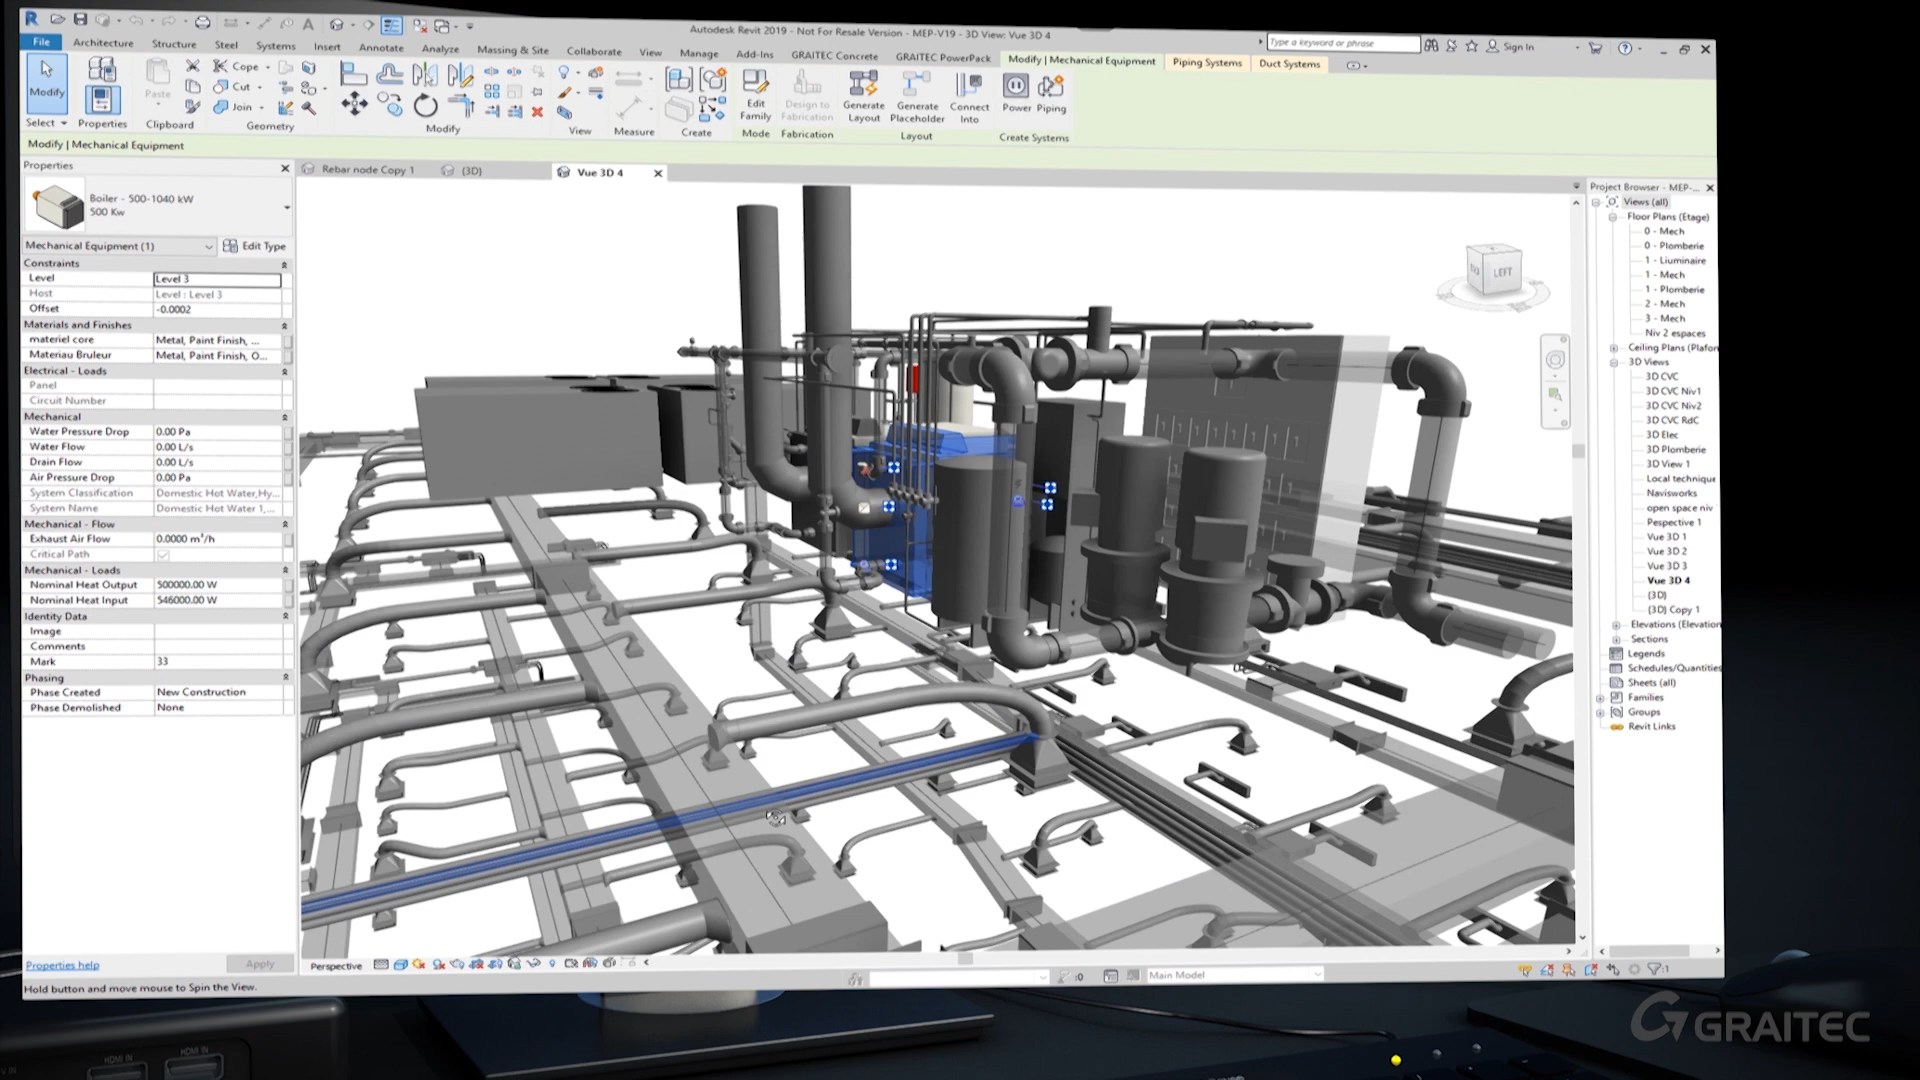 Autodesk Revit 2019 - Not For Resale Version - MEP-V19 - 3D View: Vue 3D 4
Type a keyword or phrase
Sign In
File Architecture Structure Steel Systems Insert Annotate Analyze Massing & Site Collaborate View Manage Add-Ins GRAITEC Concrete GRAITEC PowerPack Modify | Mechanical Equipment Piping Systems Duct Systems
Modify
Select
Properties
Paste
Clipboard
Cope
Cut
Join
Geometry
Modify
View
Measure
Create
Edit Family
Mode
Design to Fabrication
Fabrication
Generate Layout
Generate Placeholder
Connect Into
Layout
Power Piping
Create Systems
Modify | Mechanical Equipment
Properties
Boiler - 500-1040 kW
500 Kw
Mechanical Equipment (1)
Edit Type
Constraints
Level Level 3
Host Level : Level 3
Offset -0.0002
Materials and Finishes
materiel core Metal, Paint Finish, ...
Materiau Bruleur Metal, Paint Finish, O...
Electrical - Loads
Panel
Circuit Number
Mechanical
Water Pressure Drop 0.00 Pa
Water Flow 0.00 L/s
Drain Flow 0.00 L/s
Air Pressure Drop 0.00 Pa
System Classification Domestic Hot Water,Hy...
System Name Domestic Hot Water 1,...
Mechanical - Flow
Exhaust Air Flow 0.0000 m³/h
Critical Path
Mechanical - Loads
Nominal Heat Output 500000.00 W
Nominal Heat Input 546000.00 W
Identity Data
Image
Comments
Mark 33
Phasing
Phase Created New Construction
Phase Demolished None
Properties help
Apply
Hold button and move mouse to Spin the View.
Rebar node Copy 1
{3D}
Vue 3D 4
LEFT
Perspective
:0
Main Model
:1
Project Browser - MEP-...
Views (all)
Floor Plans (Etage)
0 - Mech
0 - Plomberie
1 - Liuminaire
1 - Mech
1 - Plomberie
2 - Mech
3 - Mech
Niv 2 espaces
Ceiling Plans (Plafon
3D Views
3D CVC
3D CVC Niv1
3D CVC Niv2
3D CVC RdC
3D Elec
3D Plomberie
3D View 1
Local technique
Navisworks
open space niv
Pespective 1
Vue 3D 1
Vue 3D 2
Vue 3D 3
Vue 3D 4
{3D}
{3D} Copy 1
Elevations (Elevation
Sections
Legends
Schedules/Quantities
Sheets (all)
Families
Groups
Revit Links
HDMI IN
HDMI IN
GRAITEC